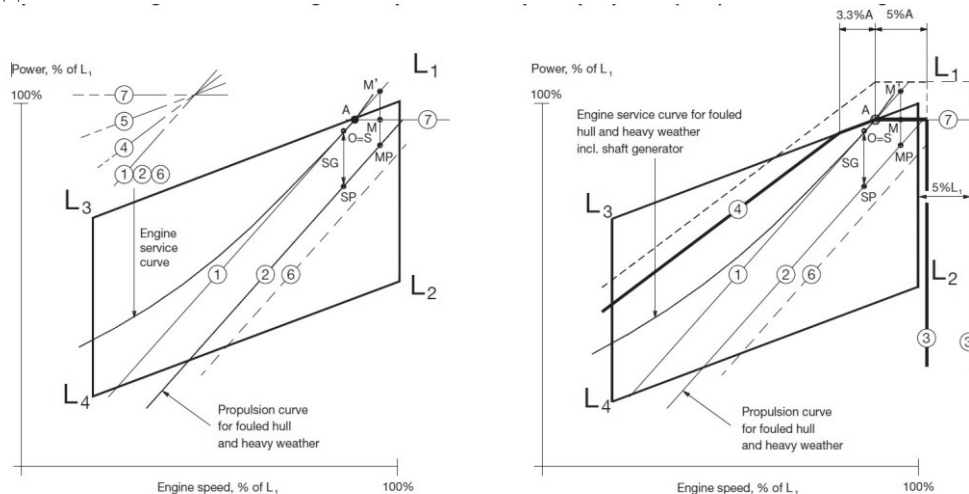 Power, % of L₁
100%
7
5
4
1 2 6
L₁
M'
A
7
O=S
M
SG
MP
SP
L₃
Engine
service
curve
1
2
6
L₂
L₄
Propulsion curve
for fouled hull
and heavy weather
Engine speed, % of L₁
100%
3.3%A
5%A
Power, % of L₁
100%
L₁
M'
A
7
Engine service curve for fouled
hull and heavy weather
incl. shaft generator
O=S
M
SG
MP
SP
5%L₁
L₃
4
1
2
6
L₂
3
3
L₄
Propulsion curve
for fouled hull
and heavy weather
Engine speed, % of L₁
100%